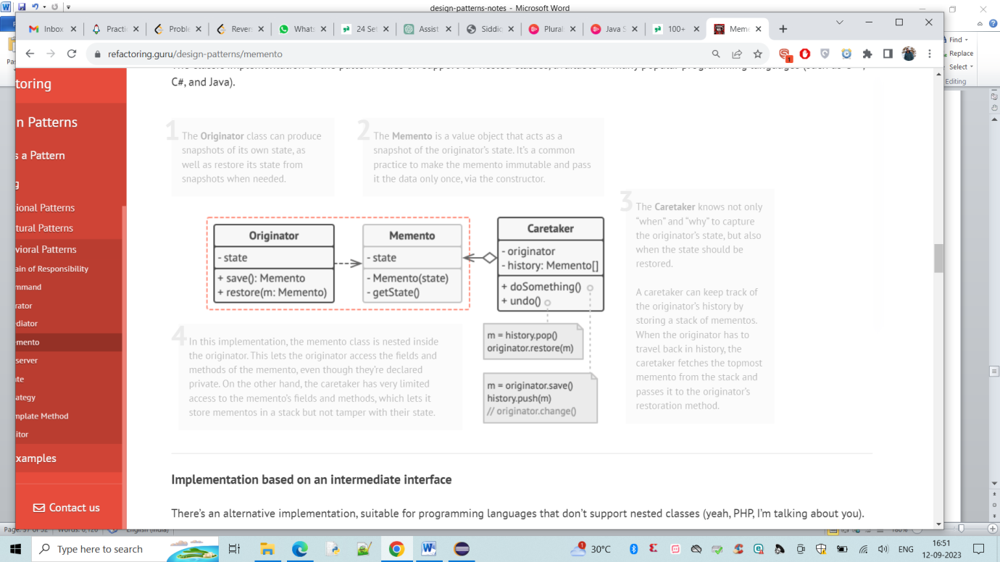 design-patterns-notes - Microsoft Word
Inbox
Practi
Proble
Revers
Whats
24 Set
Assist
Siddic
Plural
Java S
100+
Mem
refactoring.guru/design-patterns/memento
1
Find
Replace
Select
Editing
Pas
toring
n Patterns
s a Pattern
g
ional Patterns
tural Patterns
vioral Patterns
ain of Responsibility
mmand
rator
diator
mento
server
te
ategy
mplate Method
itor
xamples
Contact us
C#, and Java).
1
The Originator class can produce
snapshots of its own state, as
well as restore its state from
snapshots when needed.
2
The Memento is a value object that acts as a
snapshot of the originator's state. It's a common
practice to make the memento immutable and pass
it the data only once, via the constructor.
3
The Caretaker knows not only
"when" and "why" to capture
the originator's state, but also
when the state should be
restored.
A caretaker can keep track of
the originator's history by
storing a stack of mementos.
When the originator has to
travel back in history, the
caretaker fetches the topmost
memento from the stack and
passes it to the originator's
restoration method.
Originator
- state
+ save(): Memento
+ restore(m: Memento)
Memento
- state
- Memento(state)
- getState()
Caretaker
- originator
- history: Memento[]
+ doSomething()
+ undo()
m = history.pop()
originator.restore(m)
m = originator.save()
history.push(m)
// originator.change()
4
In this implementation, the memento class is nested inside
the originator. This lets the originator access the fields and
methods of the memento, even though they're declared
private. On the other hand, the caretaker has very limited
access to the memento's fields and methods, which lets it
store mementos in a stack but not tamper with their state.
Implementation based on an intermediate interface
There's an alternative implementation, suitable for programming languages that don't support nested classes (yeah, PHP, I'm talking about you).
Type here to search
1
30°C
ENG
16:51
12-09-2023